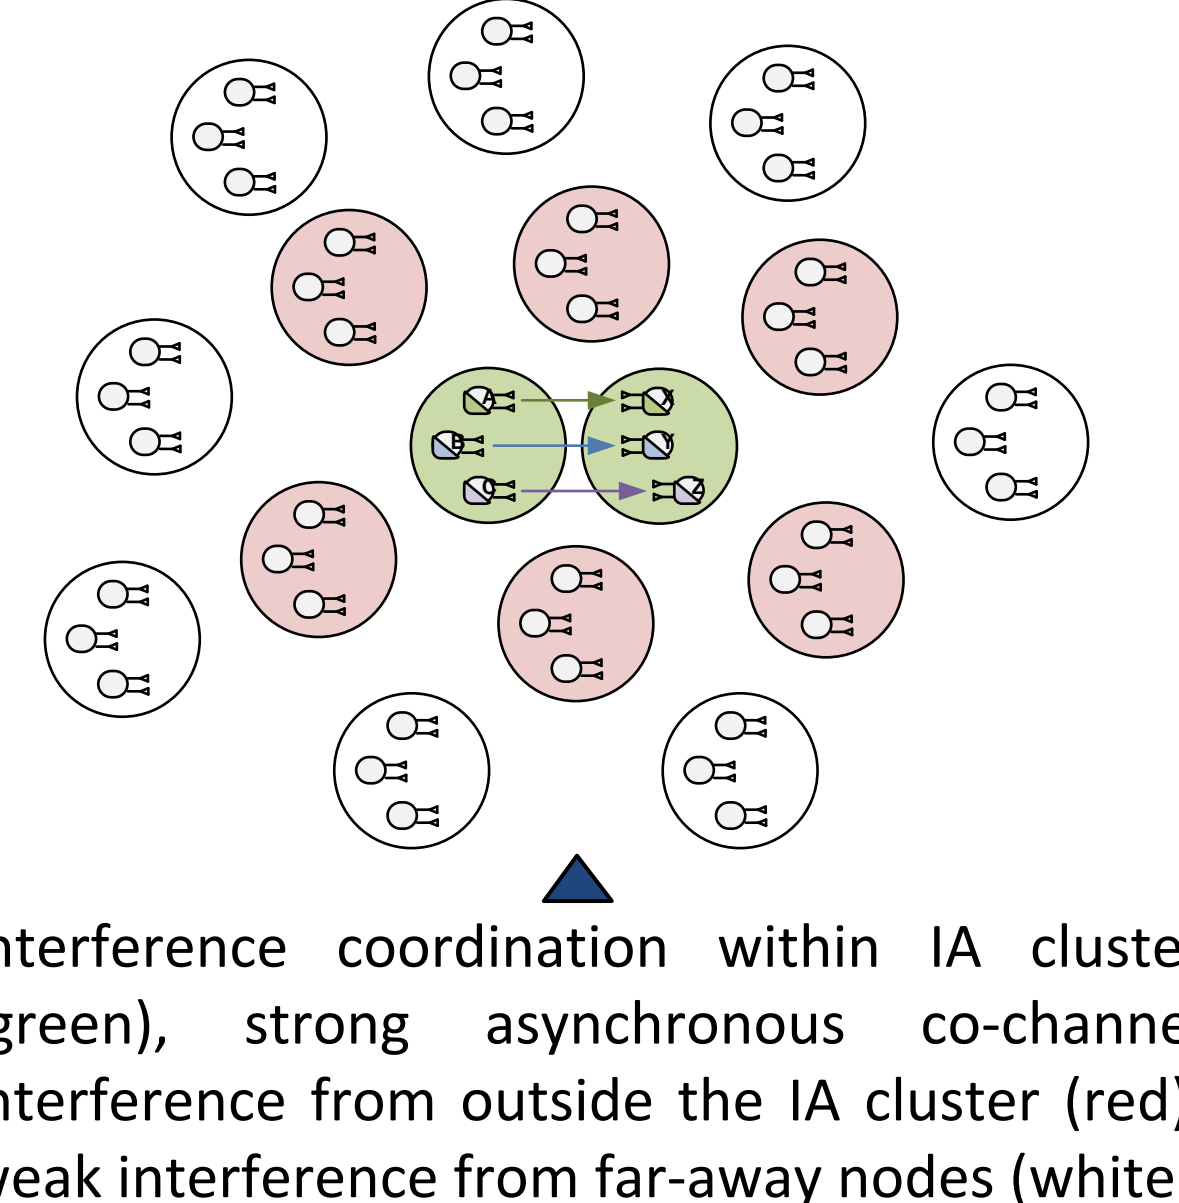 A X
B Y
C Z
nterference coordination within IA cluste
green), strong asynchronous co-channe
nterference from outside the IA cluster (red)
weak interference from far-away nodes (white